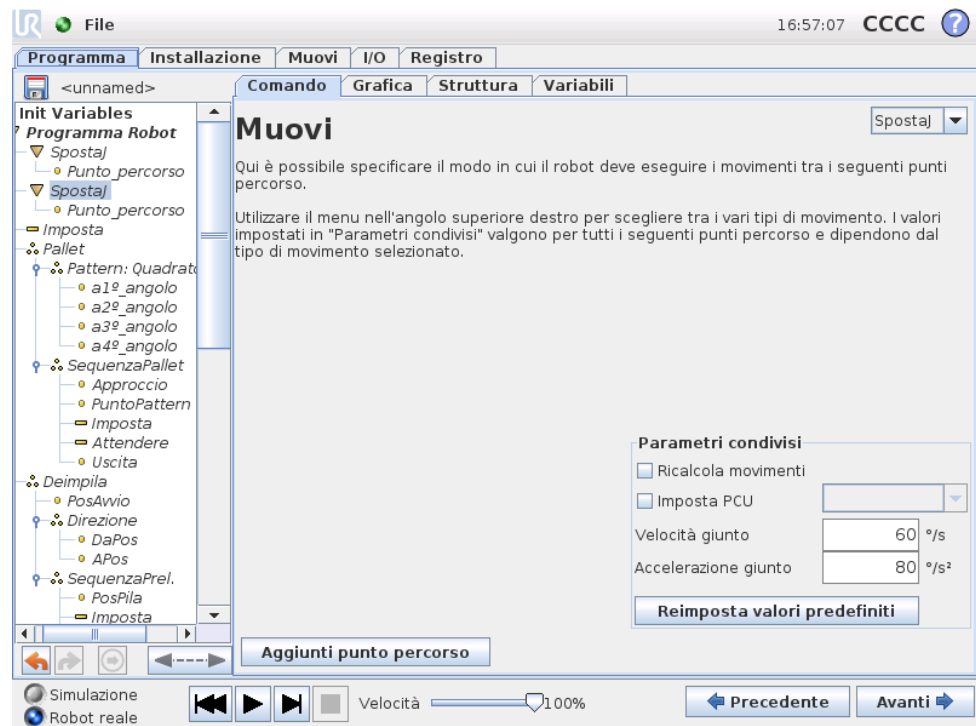 File
16:57:07 CCCC ?
Programma Installazione Muovi I/O Registro
<unnamed>
Comando Grafica Struttura Variabili
Init Variables
Programma Robot
SpostaJ
Punto_percorso
SpostaJ
Punto_percorso
Imposta
Pallet
Pattern: Quadrato
a1º_angolo
a2º_angolo
a3º_angolo
a4º_angolo
SequenzaPallet
Approccio
PuntoPattern
Imposta
Attendere
Uscita
Deimpila
PosAvvio
Direzione
DaPos
APos
SequenzaPrel.
PosPila
Imposta
Muovi
SpostaJ
Qui è possibile specificare il modo in cui il robot deve eseguire i movimenti tra i seguenti punti
percorso.
Utilizzare il menu nell'angolo superiore destro per scegliere tra i vari tipi di movimento. I valori
impostati in "Parametri condivisi" valgono per tutti i seguenti punti percorso e dipendono dal
tipo di movimento selezionato.
Parametri condivisi
Ricalcola movimenti
Imposta PCU
Velocità giunto 60 °/s
Accelerazione giunto 80 °/s²
Reimposta valori predefiniti
Aggiunti punto percorso
Simulazione
Robot reale
Velocità 100%
Precedente Avanti